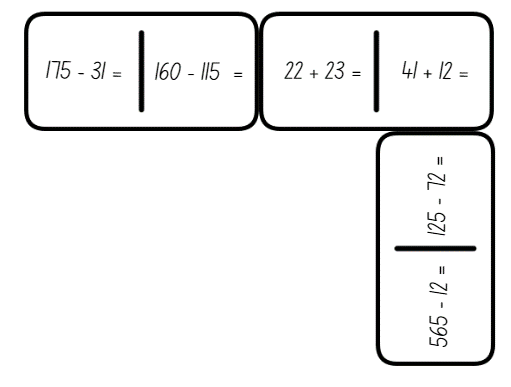 175 - 31 =
160 - 115 =
22 + 23 =
41 + 12 =
125 - 72 =
565 - 12 =